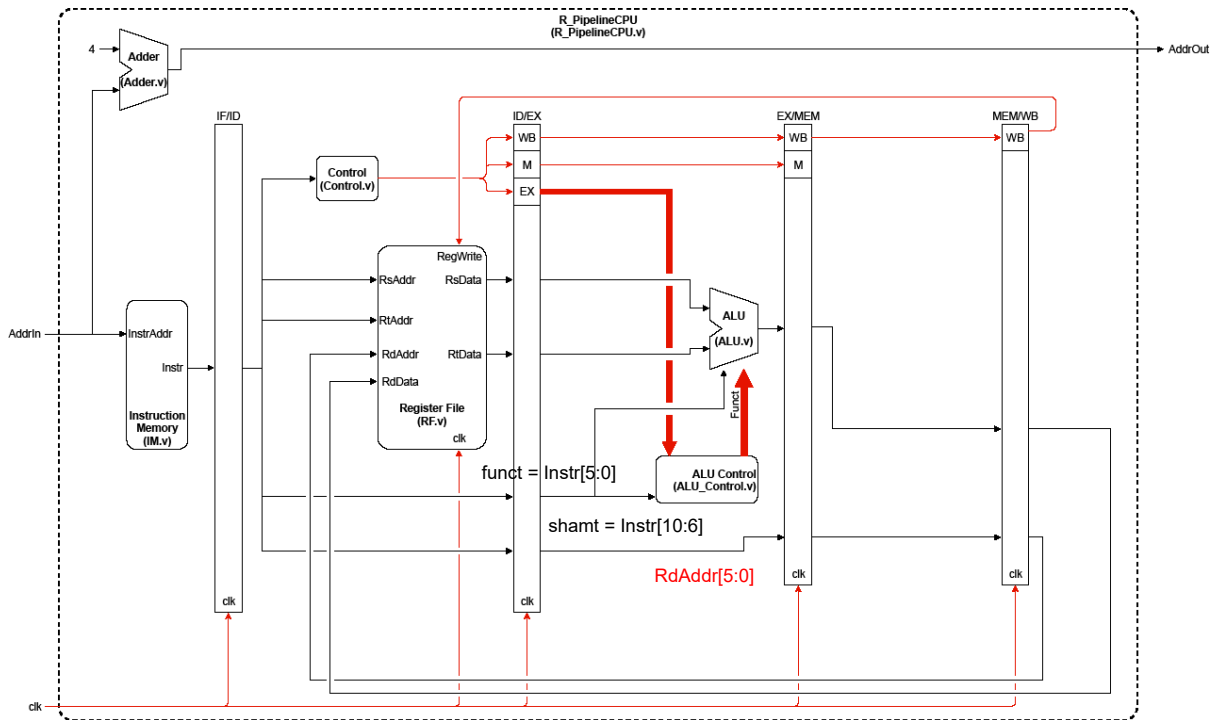 R_PipelineCPU
(R_PipelineCPU.v)
4
Adder
(Adder.v)
AddrOut
IF/ID
ID/EX
EX/MEM
MEM/WB
WB
WB
WB
Control
(Control.v)
M
M
EX
RegWrite
RsAddr
RsData
RtAddr
ALU
(ALU.v)
AddrIn
InstrAddr
RdAddr
RtData
Instr
RdData
Register File
(RF.v)
Funct
Instruction
Memory
(IM.v)
clk
funct = Instr[5:0]
ALU Control
(ALU_Control.v)
shamt = Instr[10:6]
RdAddr[5:0]
clk
clk
clk
clk
clk